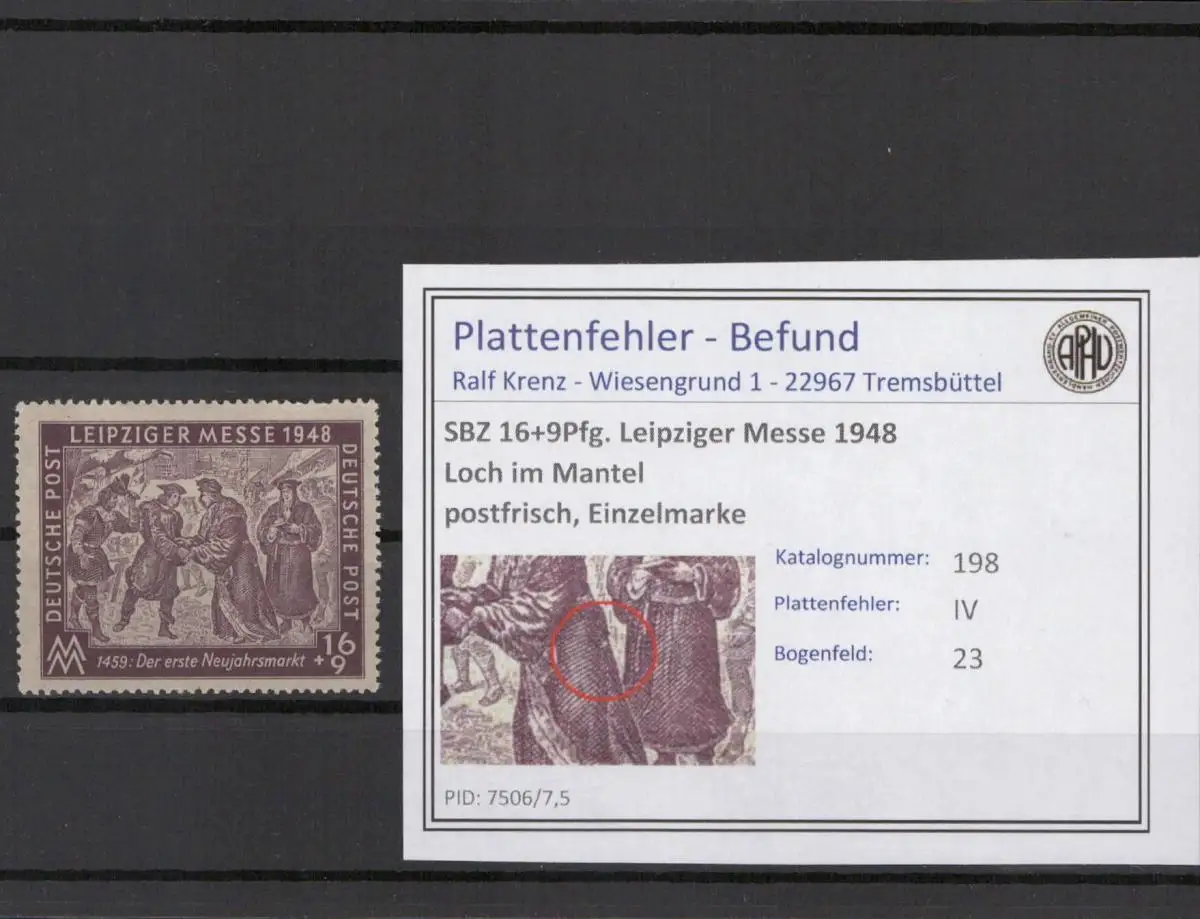 LEIPZIGER MESSE 1948
DEUTSCHE POST
DEUTSCHE POST
MM
1459: Der erste Neujahrsmarkt
16
+9
Plattenfehler - Befund
Ralf Krenz - Wiesengrund 1 - 22967 Tremsbüttel
APHV
SBZ 16+9Pfg. Leipziger Messe 1948
Loch im Mantel
postfrisch, Einzelmarke
Katalognummer: 198
Plattenfehler: IV
Bogenfeld: 23
PID: 7506/7,5